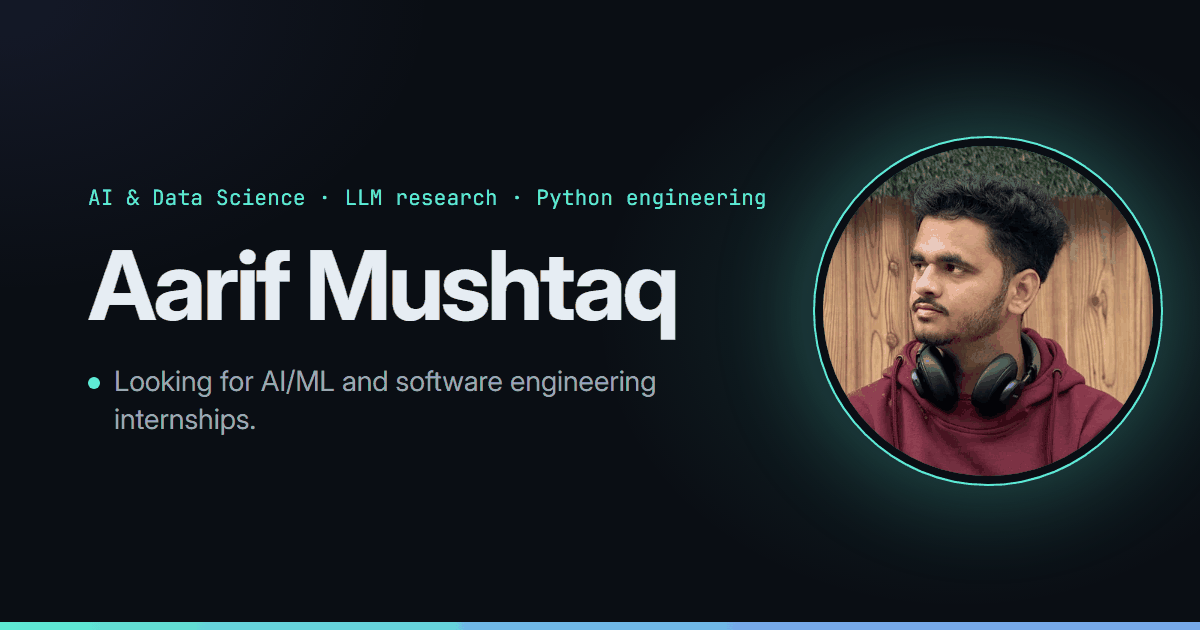 AI & Data Science · LLM research · Python engineering
Aarif Mushtaq
Looking for AI/ML and software engineering
internships.